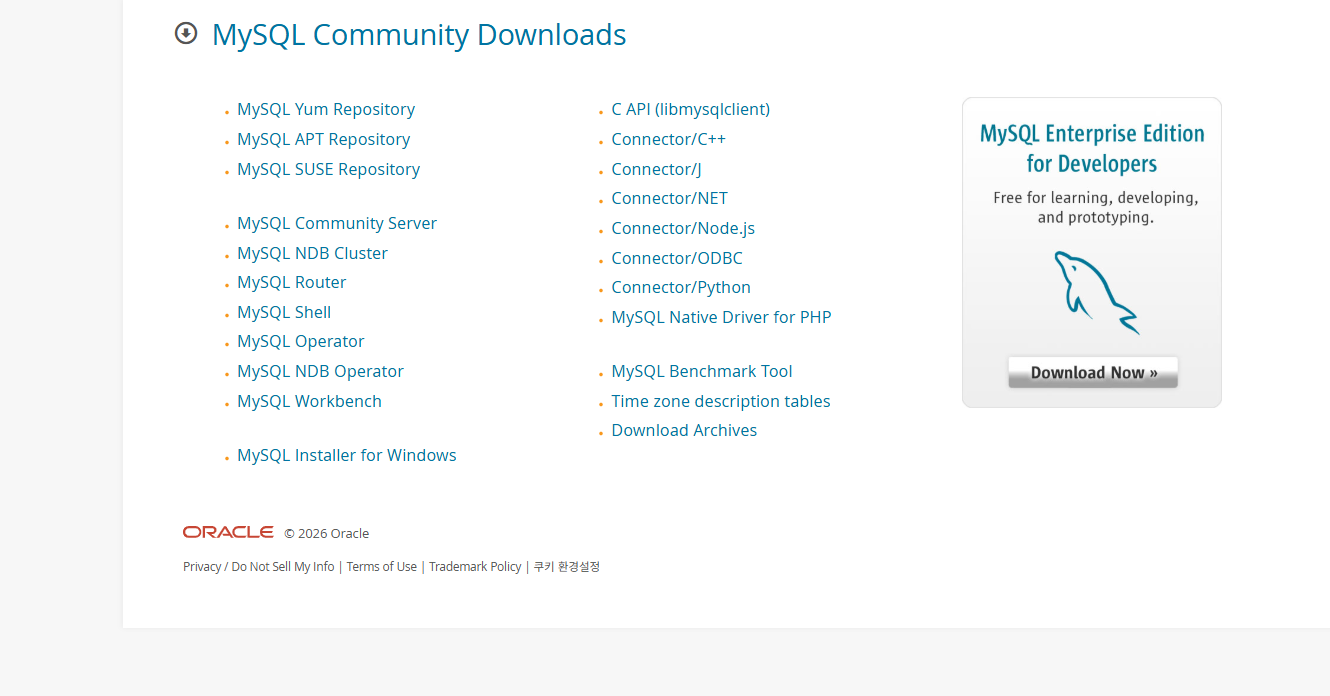 MySQL Community Downloads
MySQL Yum Repository
MySQL APT Repository
MySQL SUSE Repository
MySQL Community Server
MySQL NDB Cluster
MySQL Router
MySQL Shell
MySQL Operator
MySQL NDB Operator
MySQL Workbench
MySQL Installer for Windows
C API (libmysqlclient)
Connector/C++
Connector/J
Connector/NET
Connector/Node.js
Connector/ODBC
Connector/Python
MySQL Native Driver for PHP
MySQL Benchmark Tool
Time zone description tables
Download Archives
MySQL Enterprise Edition
for Developers
Free for learning, developing,
and prototyping.
Download Now »
ORACLE © 2026 Oracle
Privacy / Do Not Sell My Info | Terms of Use | Trademark Policy | 쿠키 환경설정